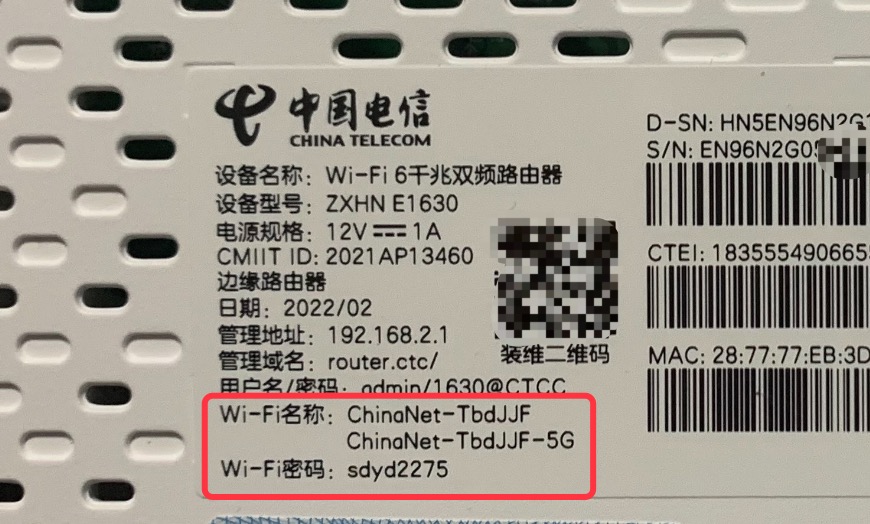 中国电信
CHINA TELECOM
设备名称：Wi-Fi 6千兆双频路由器
设备型号：ZXHN E1630
电源规格：12V 1A
CMIIT ID: 2021AP13460
边缘路由器
日期：2022/02
管理地址：192.168.2.1
管理域名：router.ctc/
用户名/密码：admin/1630@CTCC
Wi-Fi名称：ChinaNet-TbdJJF
ChinaNet-TbdJJF-5G
Wi-Fi密码：sdyd2275
装维二维码
D-SN: HN5EN96N2G
S/N: EN96N2G0
CTEI: 1835554906655
MAC: 28:77:77:EB:3D